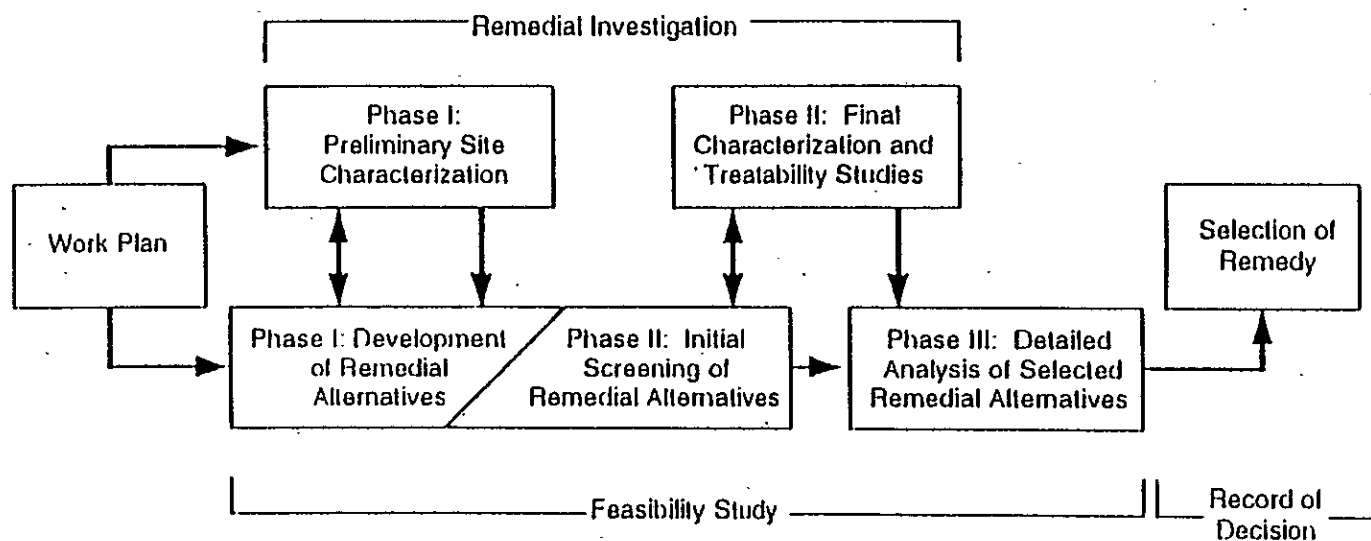 Remedial Investigation
Phase I:
Preliminary Site
Characterization
Phase II: Final
Characterization and
Treatability Studies
Work Plan
Selection of
Remedy
Phase I: Development
of Remedial
Alternatives
Phase II: Initial
Screening of
Remedial Alternatives
Phase III: Detailed
Analysis of Selected
Remedial Alternatives
Feasibility Study
Record of
Decision